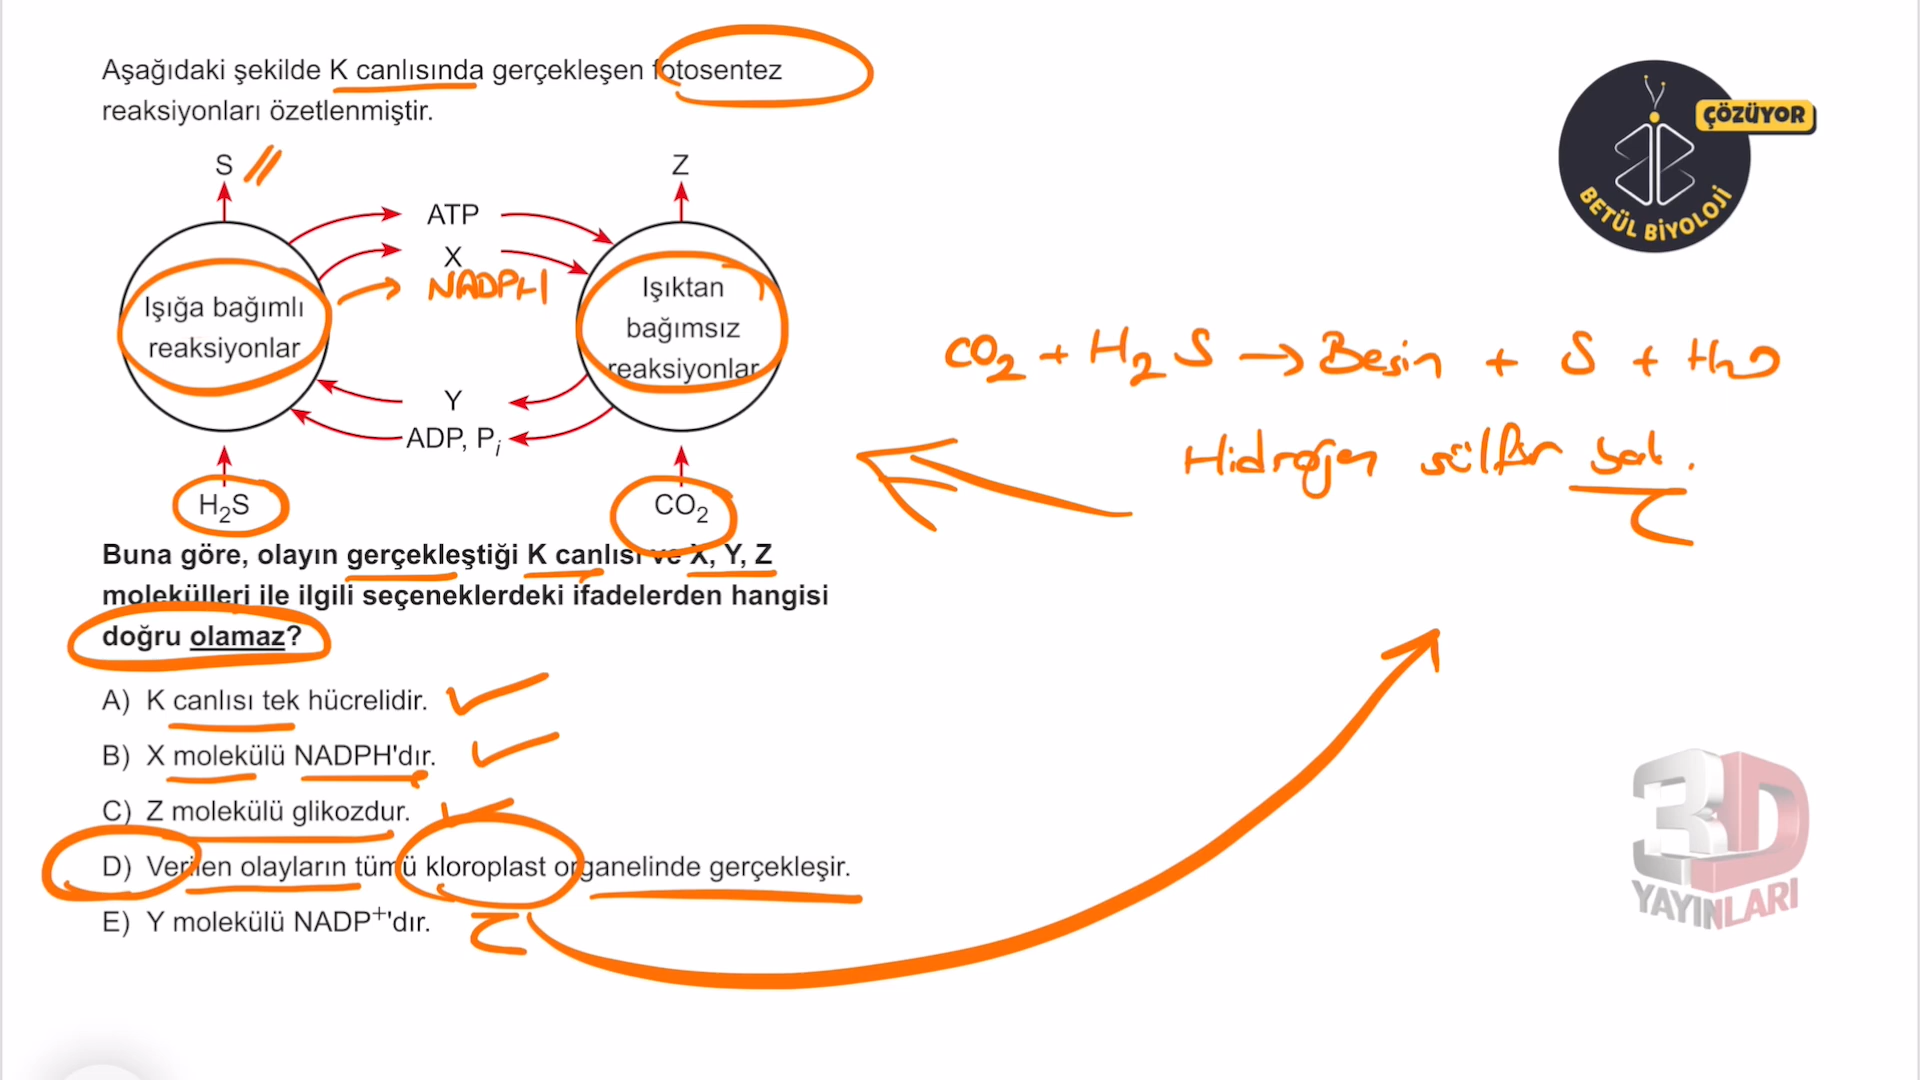 Aşağıdaki şekilde K canlısında gerçekleşen fotosentez
reaksiyonları özetlenmiştir.
S
Z
ATP
X
NADPH
Işığa bağımlı
reaksiyonlar
Işıktan
bağımsız
reaksiyonlar
Y
ADP, Pi
H2S
CO2
Buna göre, olayın gerçekleştiği K canlısı ve X, Y, Z
molekülleri ile ilgili seçeneklerdeki ifadelerden hangisi
doğru olamaz?
A) K canlısı tek hücrelidir.
B) X molekülü NADPH'dır.
C) Z molekülü glikozdur.
D) Verilen olayların tümü kloroplast organelinde gerçekleşir.
E) Y molekülü NADP+'dır.
CO2 + H2S → Besin + S + H2O
Hidrojen sülfür
ÇÖZÜYOR
BETÜL BİYOLOJİ
3D
YAYINLARI